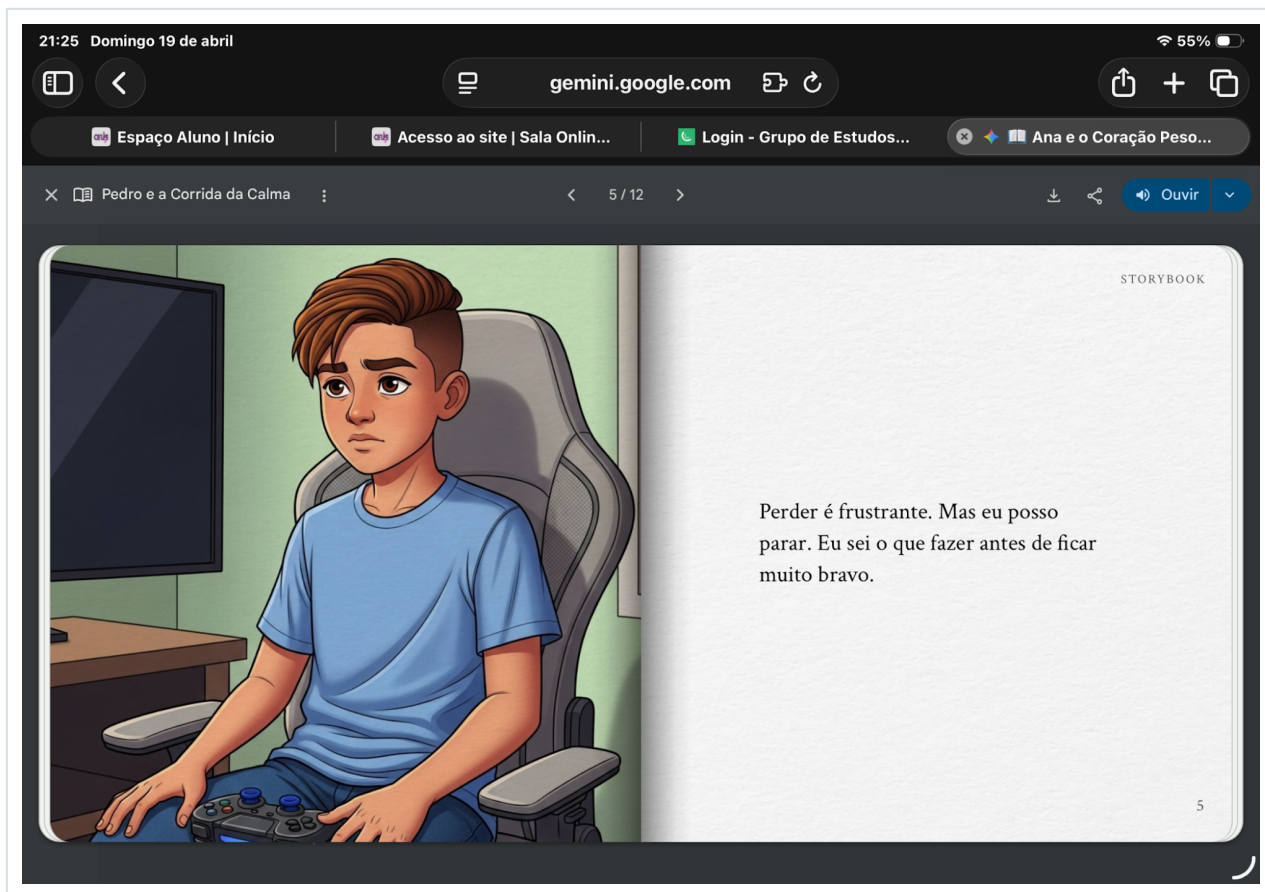 21:25 Domingo 19 de abril
55%
gemini.google.com
Espaço Aluno | Início
Acesso ao site | Sala Onlin...
Login - Grupo de Estudos...
Ana e o Coração Peso...
Pedro e a Corrida da Calma
5 / 12
Ouvir
STORYBOOK
Perder é frustrante. Mas eu posso
parar. Eu sei o que fazer antes de ficar
muito bravo.
5